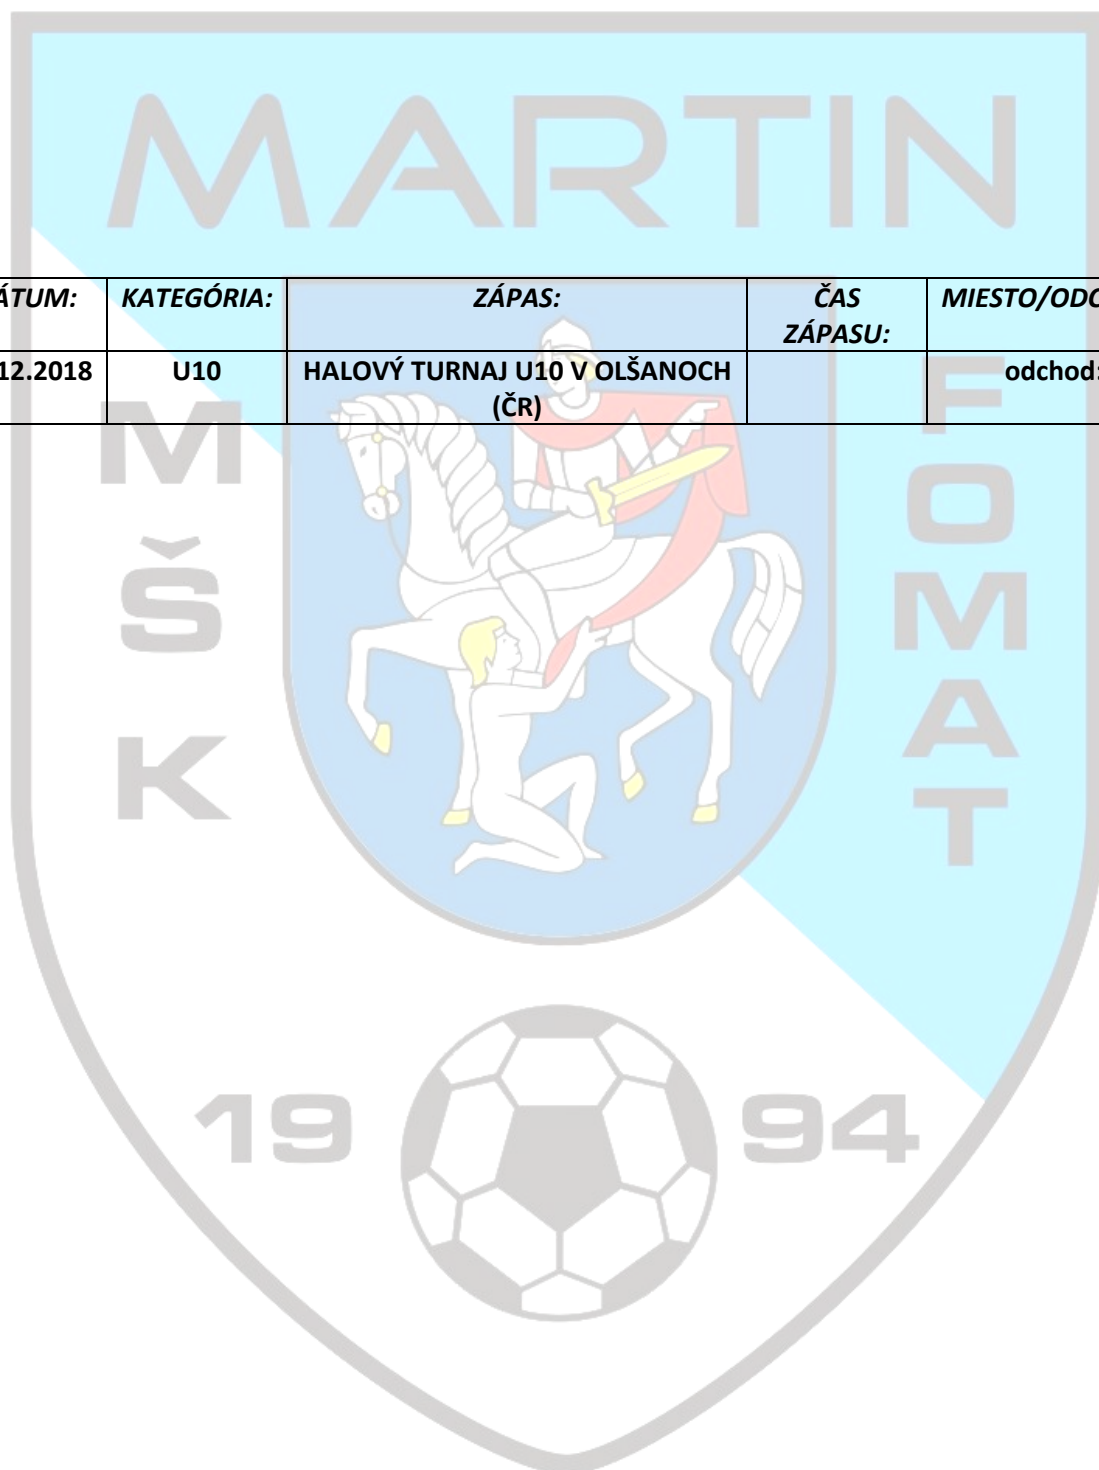 MARTIN
ÁTUM: KATEGÓRIA: ZÁPAS: ČAS MIESTO/ODC
ZÁPASU:
12.2018 U10 HALOVÝ TURNAJ U10 V OLŠANOCH odchod:
(ČR)
MŠK
FOMAT
19 94